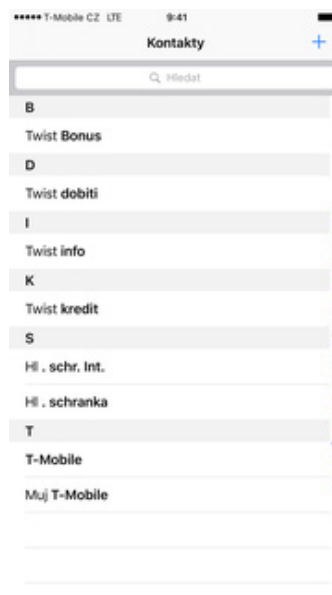 T-Mobile CZ LTE 9:41
Kontakty +
Hledat
B
Twist Bonus
D
Twist dobiti
I
Twist info
K
Twist kredit
S
Hl . schr. Int.
Hl . schranka
T
T-Mobile
Muj T-Mobile